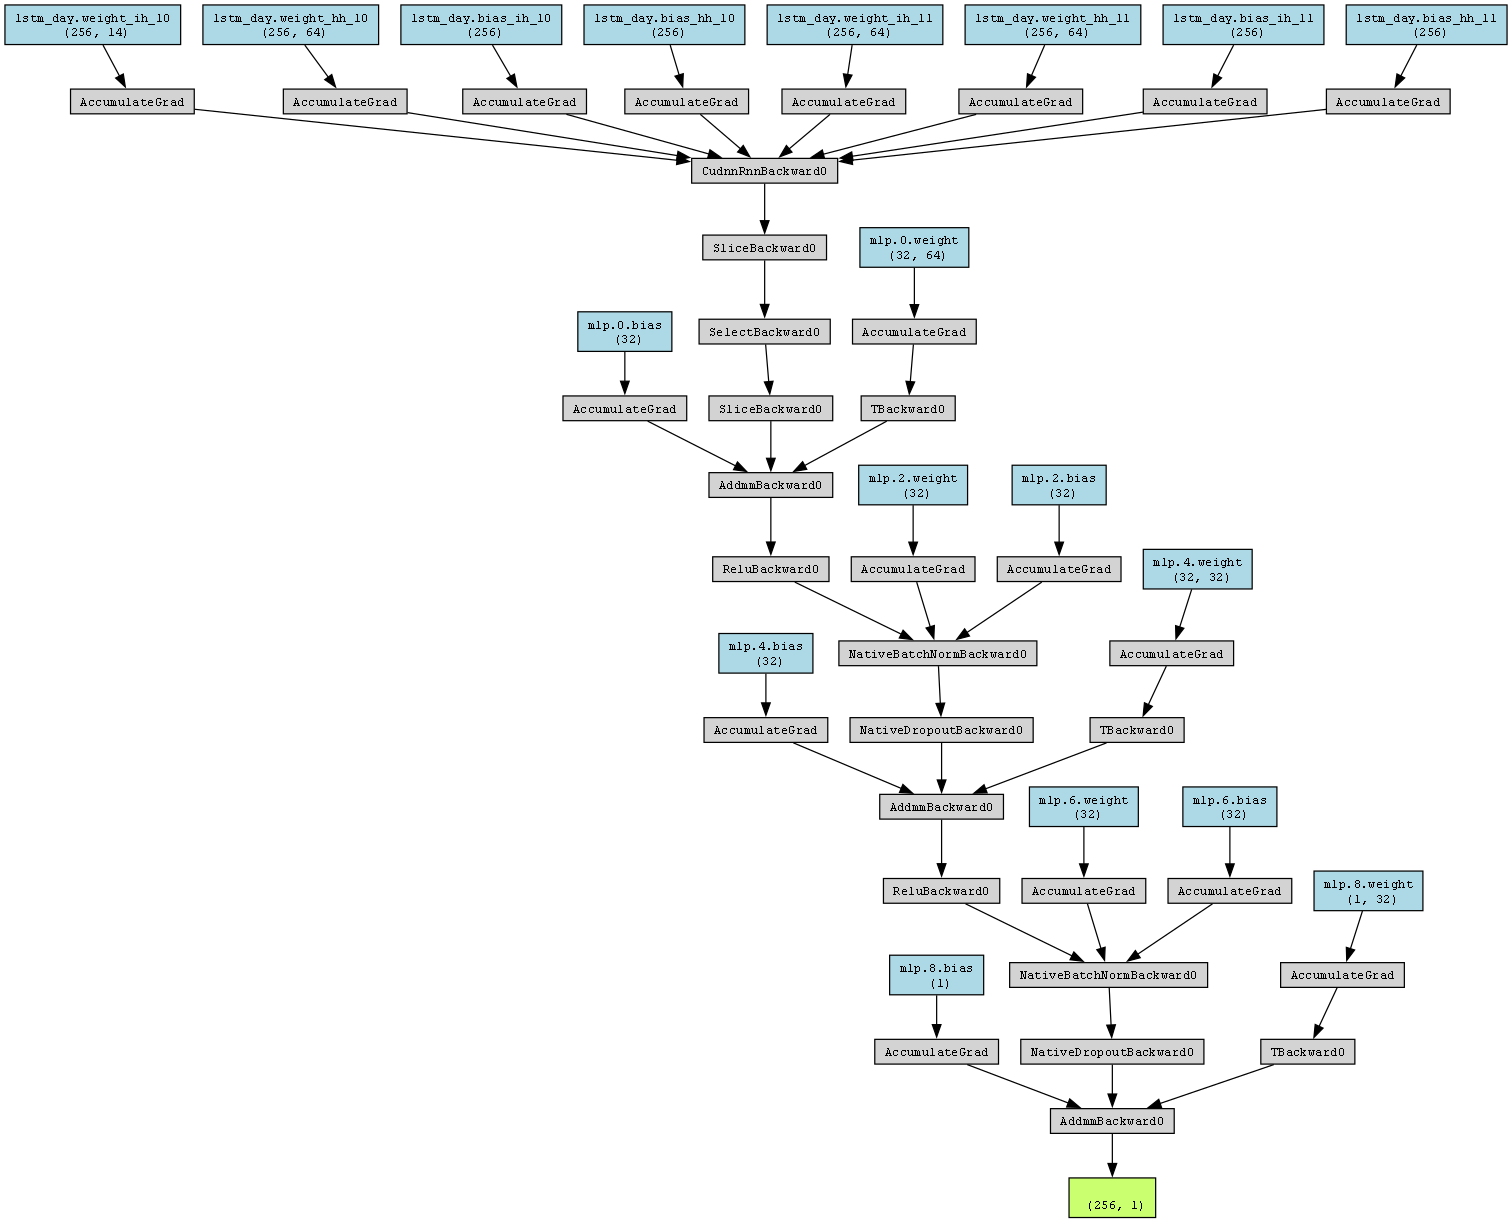 lstm_day.weight_ih_l0
(256, 14)
lstm_day.weight_hh_l0
(256, 64)
lstm_day.bias_ih_l0
(256)
lstm_day.bias_hh_l0
(256)
lstm_day.weight_ih_l1
(256, 64)
lstm_day.weight_hh_l1
(256, 64)
lstm_day.bias_ih_l1
(256)
lstm_day.bias_hh_l1
(256)
AccumulateGrad
AccumulateGrad
AccumulateGrad
AccumulateGrad
AccumulateGrad
AccumulateGrad
AccumulateGrad
AccumulateGrad
CudnnRnnBackward0
SliceBackward0
mlp.0.weight
(32, 64)
mlp.0.bias
(32)
SelectBackward0
AccumulateGrad
AccumulateGrad
SliceBackward0
TBackward0
AddmmBackward0
mlp.2.weight
(32)
mlp.2.bias
(32)
ReluBackward0
AccumulateGrad
AccumulateGrad
mlp.4.weight
(32, 32)
mlp.4.bias
(32)
NativeBatchNormBackward0
AccumulateGrad
AccumulateGrad
NativeDropoutBackward0
TBackward0
AddmmBackward0
mlp.6.weight
(32)
mlp.6.bias
(32)
ReluBackward0
AccumulateGrad
AccumulateGrad
mlp.8.weight
(1, 32)
mlp.8.bias
(1)
NativeBatchNormBackward0
AccumulateGrad
AccumulateGrad
NativeDropoutBackward0
TBackward0
AddmmBackward0
(256, 1)